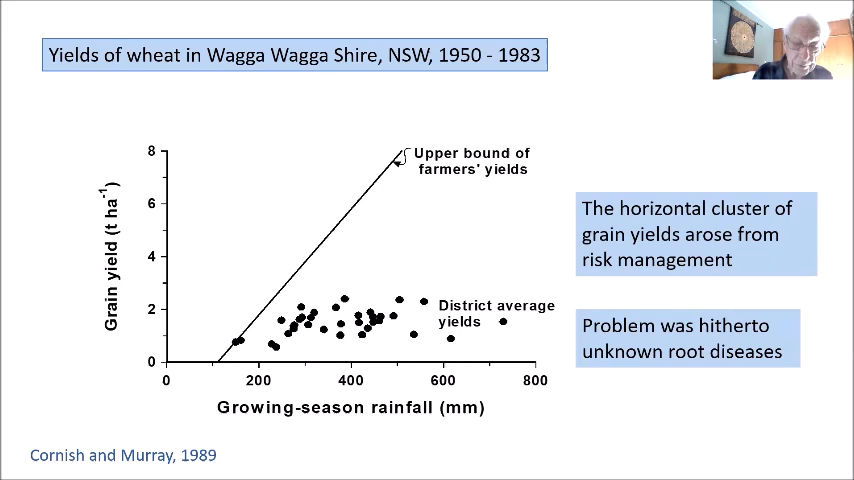 Yields of wheat in Wagga Wagga Shire, NSW, 1950 - 1983
8
6
4
2
0
Grain yield (t ha⁻¹)
Upper bound of
farmers' yields
District average
yields
0 200 400 600 800
Growing-season rainfall (mm)
The horizontal cluster of
grain yields arose from
risk management
Problem was hitherto
unknown root diseases
Cornish and Murray, 1989